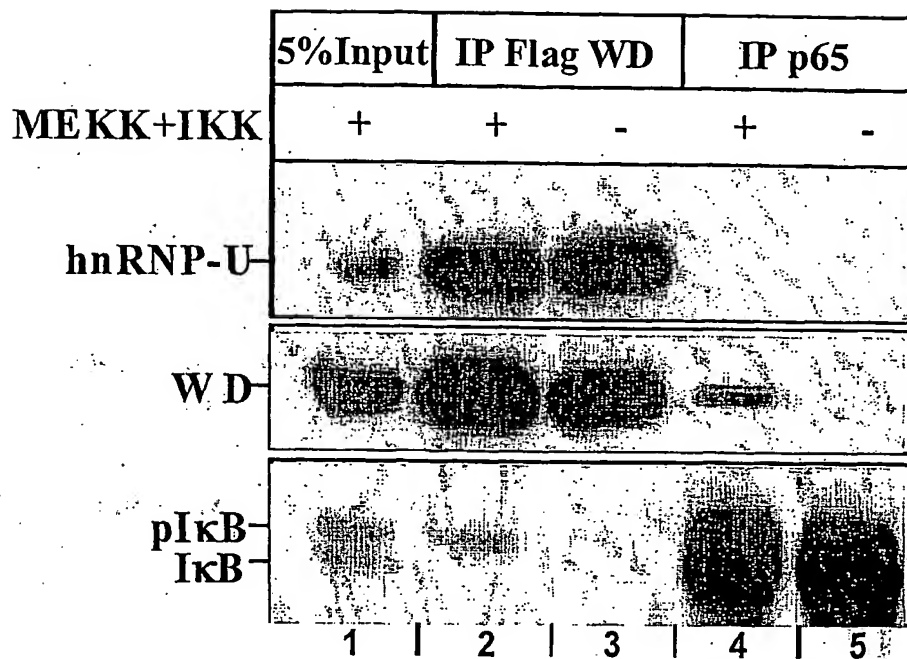 5%Input IP Flag WD IP p65
MEKK+IKK + + - + -
hnRNP-U
WD
pIκB
IκB
1 2 3 4 5